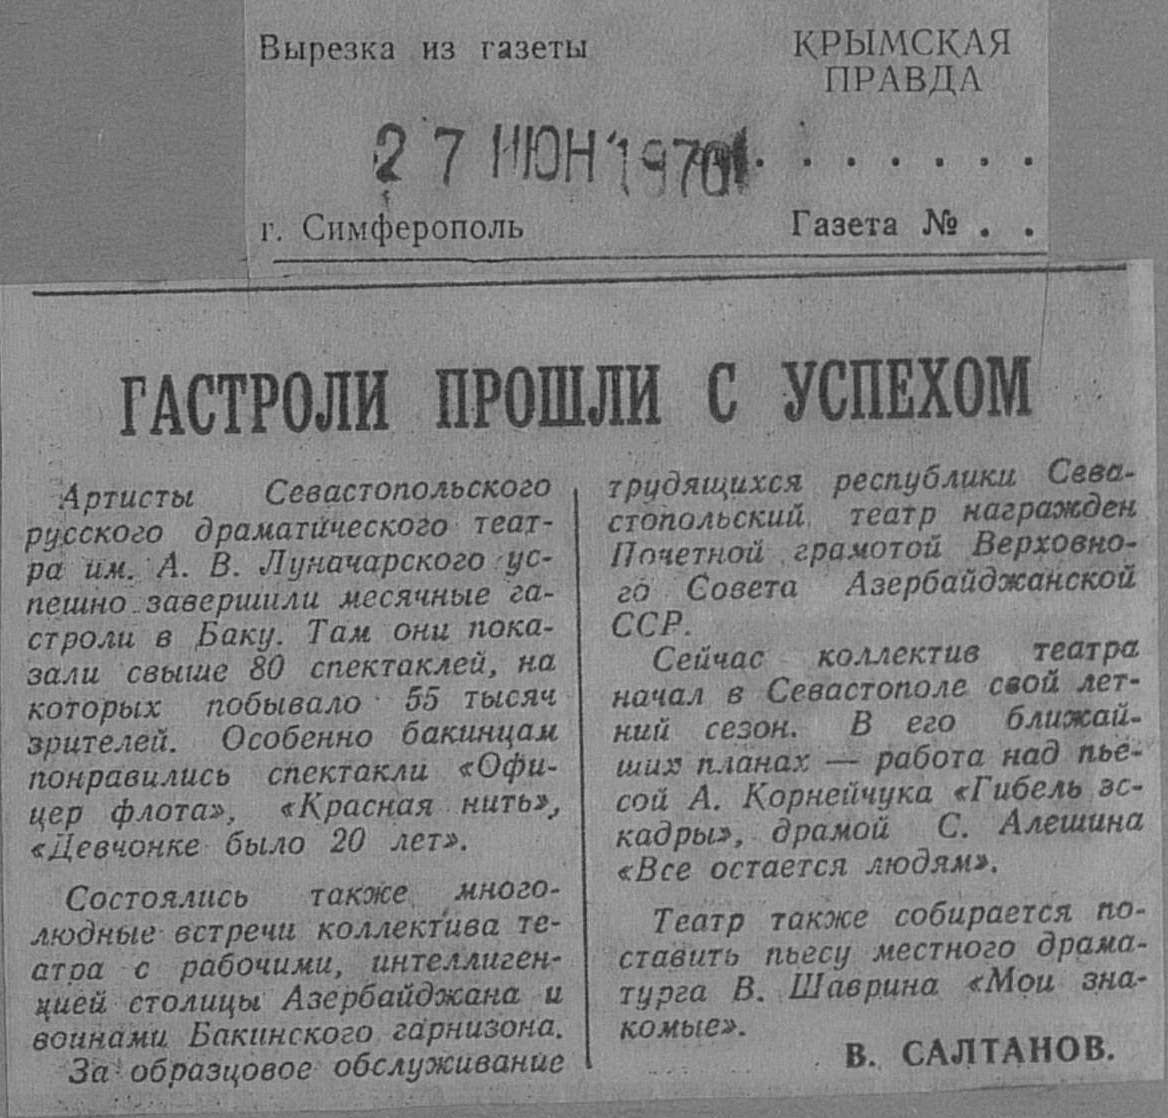 Вырезка из газеты
КРЫМСКАЯ
ПРАВДА
27 ИЮН 1970
г. Симферополь
Газета № . .
ГАСТРОЛИ ПРОШЛИ С УСПЕХОМ
Артисты Севастопольского
русского драматического теат-
ра им. А. В. Луначарского ус-
пешно завершили месячные га-
строли в Баку. Там они пока-
зали свыше 80 спектаклей, на
которых побывало 55 тысяч
зрителей. Особенно бакинцам
понравились спектакли «Офи-
цер флота», «Красная нить»,
«Девчонке было 20 лет».
Состоялись также много-
людные встречи коллектива те-
атра с рабочими, интеллиген-
цией столицы Азербайджана и
воинами Бакинского гарнизона.
За образцовое обслуживание
трудящихся республики Сева-
стопольский театр награжден
Почетной грамотой Верховно-
го Совета Азербайджанской
ССР.
Сейчас коллектив театра
начал в Севастополе свой лет-
ний сезон. В его ближай-
ших планах — работа над пье-
сой А. Корнейчука «Гибель эс-
кадры», драмой С. Алешина
«Все остается людям».
Театр также собирается по-
ставить пьесу местного драма-
турга В. Шаврина «Мои зна-
комые».
В. САЛТАНОВ.